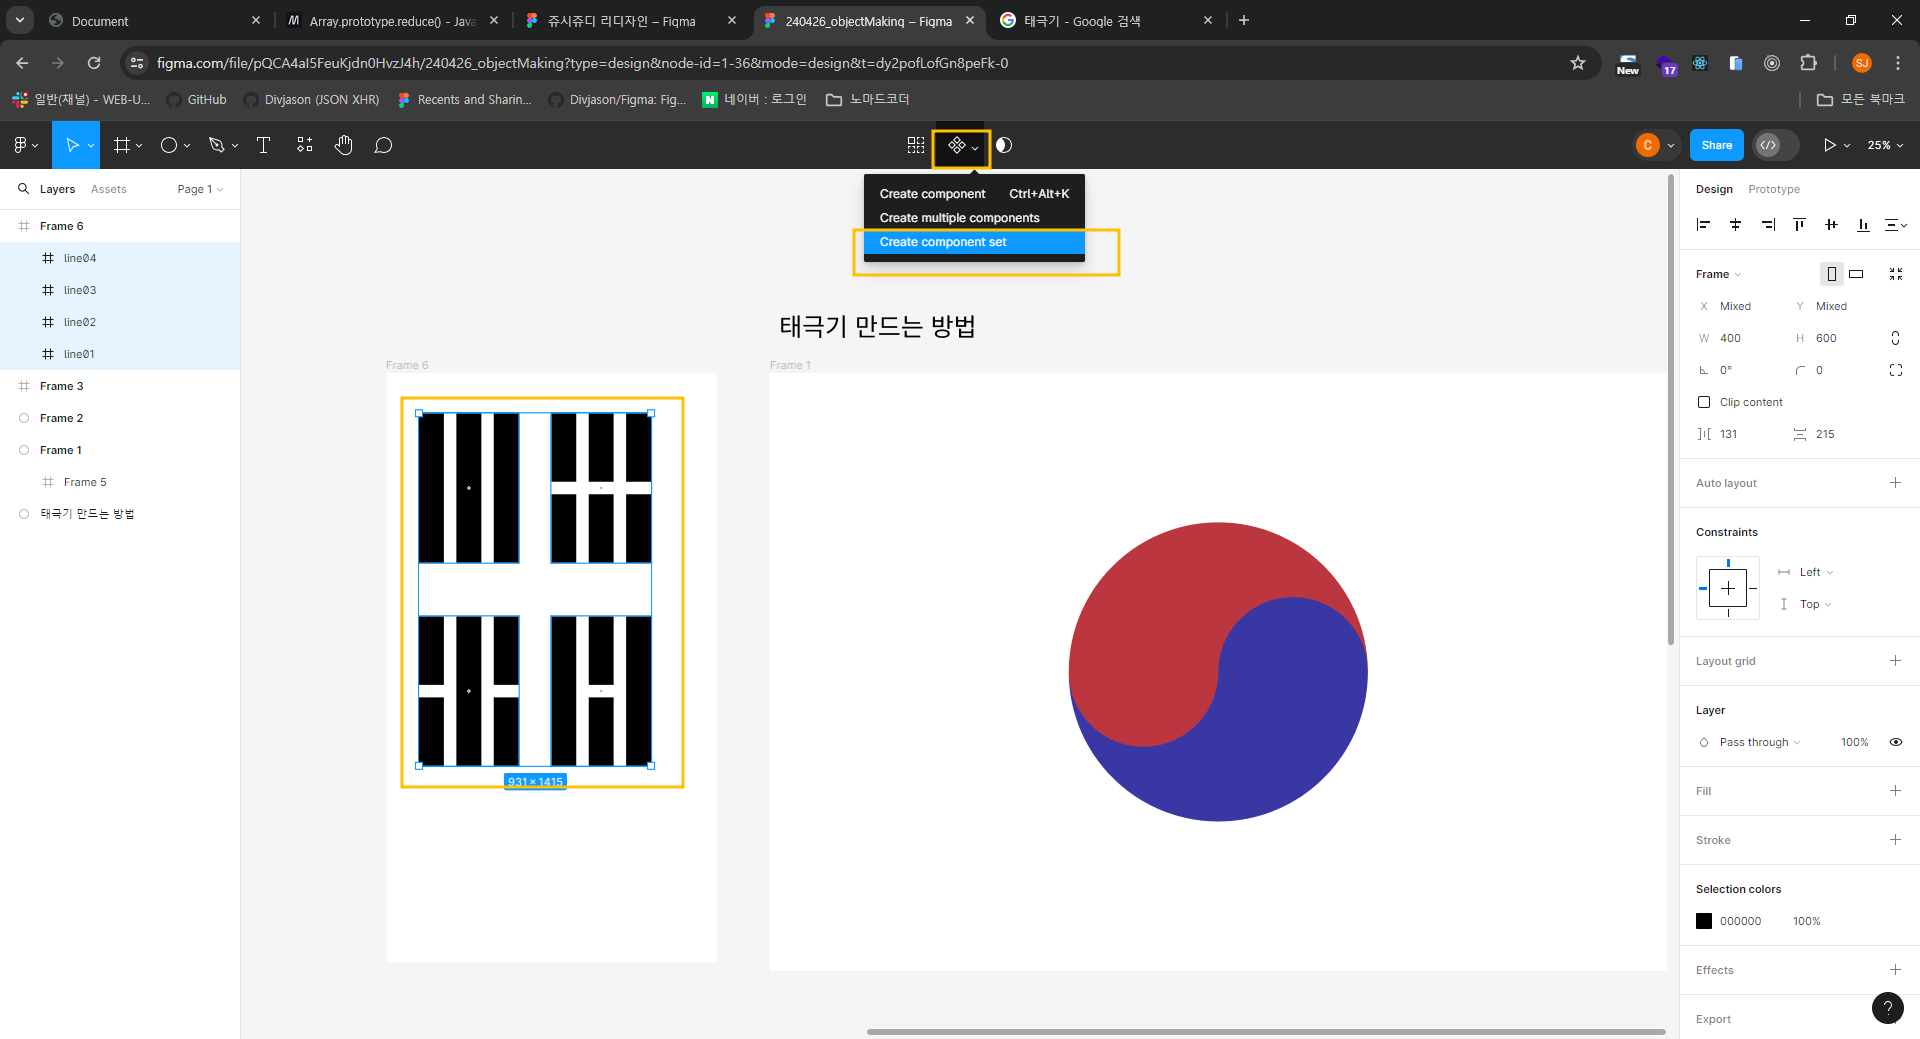 Document
Array.prototype.reduce() - Java
쥬시쥬디 리디자인 – Figma
240426_objectMaking – Figma
태극기 - Google 검색
figma.com/file/pQCA4aI5FeuKjdn0HvzJ4h/240426_objectMaking?type=design&node-id=1-36&mode=design&t=dy2pofLofGn8peFk-0
New
17
SJ
일반(채널) - WEB-U...
GitHub
Divjason (JSON XHR)
Recents and Sharin...
Divjason/Figma: Fig...
N 네이버 : 로그인
노마드코더
모든 북마크
T
C
Share
25%
Layers
Assets
Page 1
Frame 6
line04
line03
line02
line01
Frame 3
Frame 2
Frame 1
Frame 5
태극기 만드는 방법
Create component Ctrl+Alt+K
Create multiple components
Create component set
태극기 만드는 방법
Frame 6
Frame 1
931 × 1415
Design
Prototype
Frame
X Mixed
Y Mixed
W 400
H 600
0°
0
Clip content
131
215
Auto layout
Constraints
Left
Top
Layout grid
Layer
Pass through
100%
Fill
Stroke
Selection colors
000000
100%
Effects
Export
?